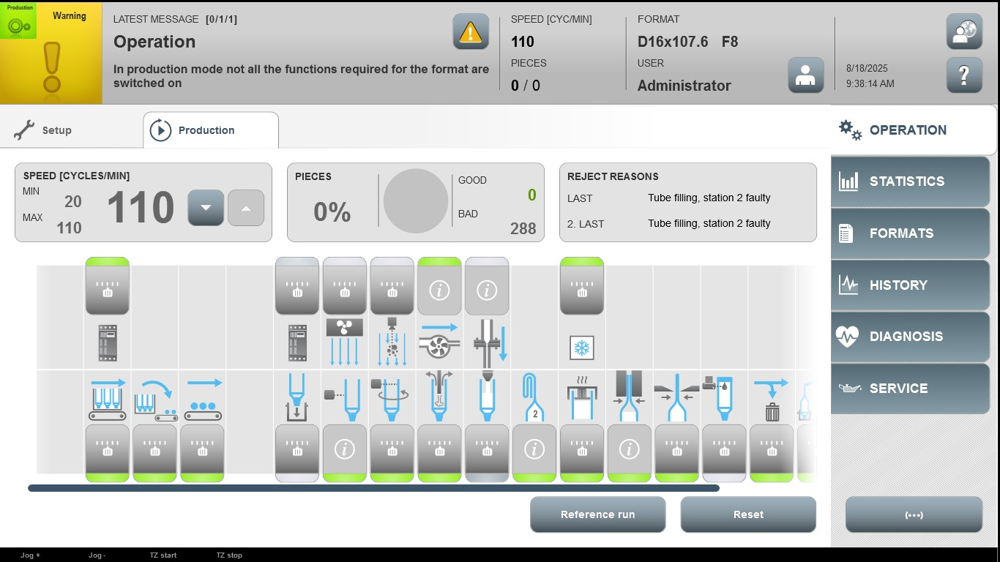 Production
Warning
LATEST MESSAGE [0/1/1]
Operation
In production mode not all the functions required for the format are
switched on
SPEED [CYC/MIN]
110
PIECES
0 / 0
FORMAT
D16x107.6 F8
USER
Administrator
8/18/2025
9:38:14 AM
?
Setup
Production
SPEED [CYCLES/MIN]
MIN
20
MAX
110
110
PIECES
0%
GOOD
0
BAD
288
REJECT REASONS
LAST Tube filling, station 2 faulty
2. LAST Tube filling, station 2 faulty
i
i
2
i
i
i
Reference run
Reset
OPERATION
STATISTICS
FORMATS
HISTORY
DIAGNOSIS
SERVICE
(•••)
Jog + Jog - TZ start TZ stop